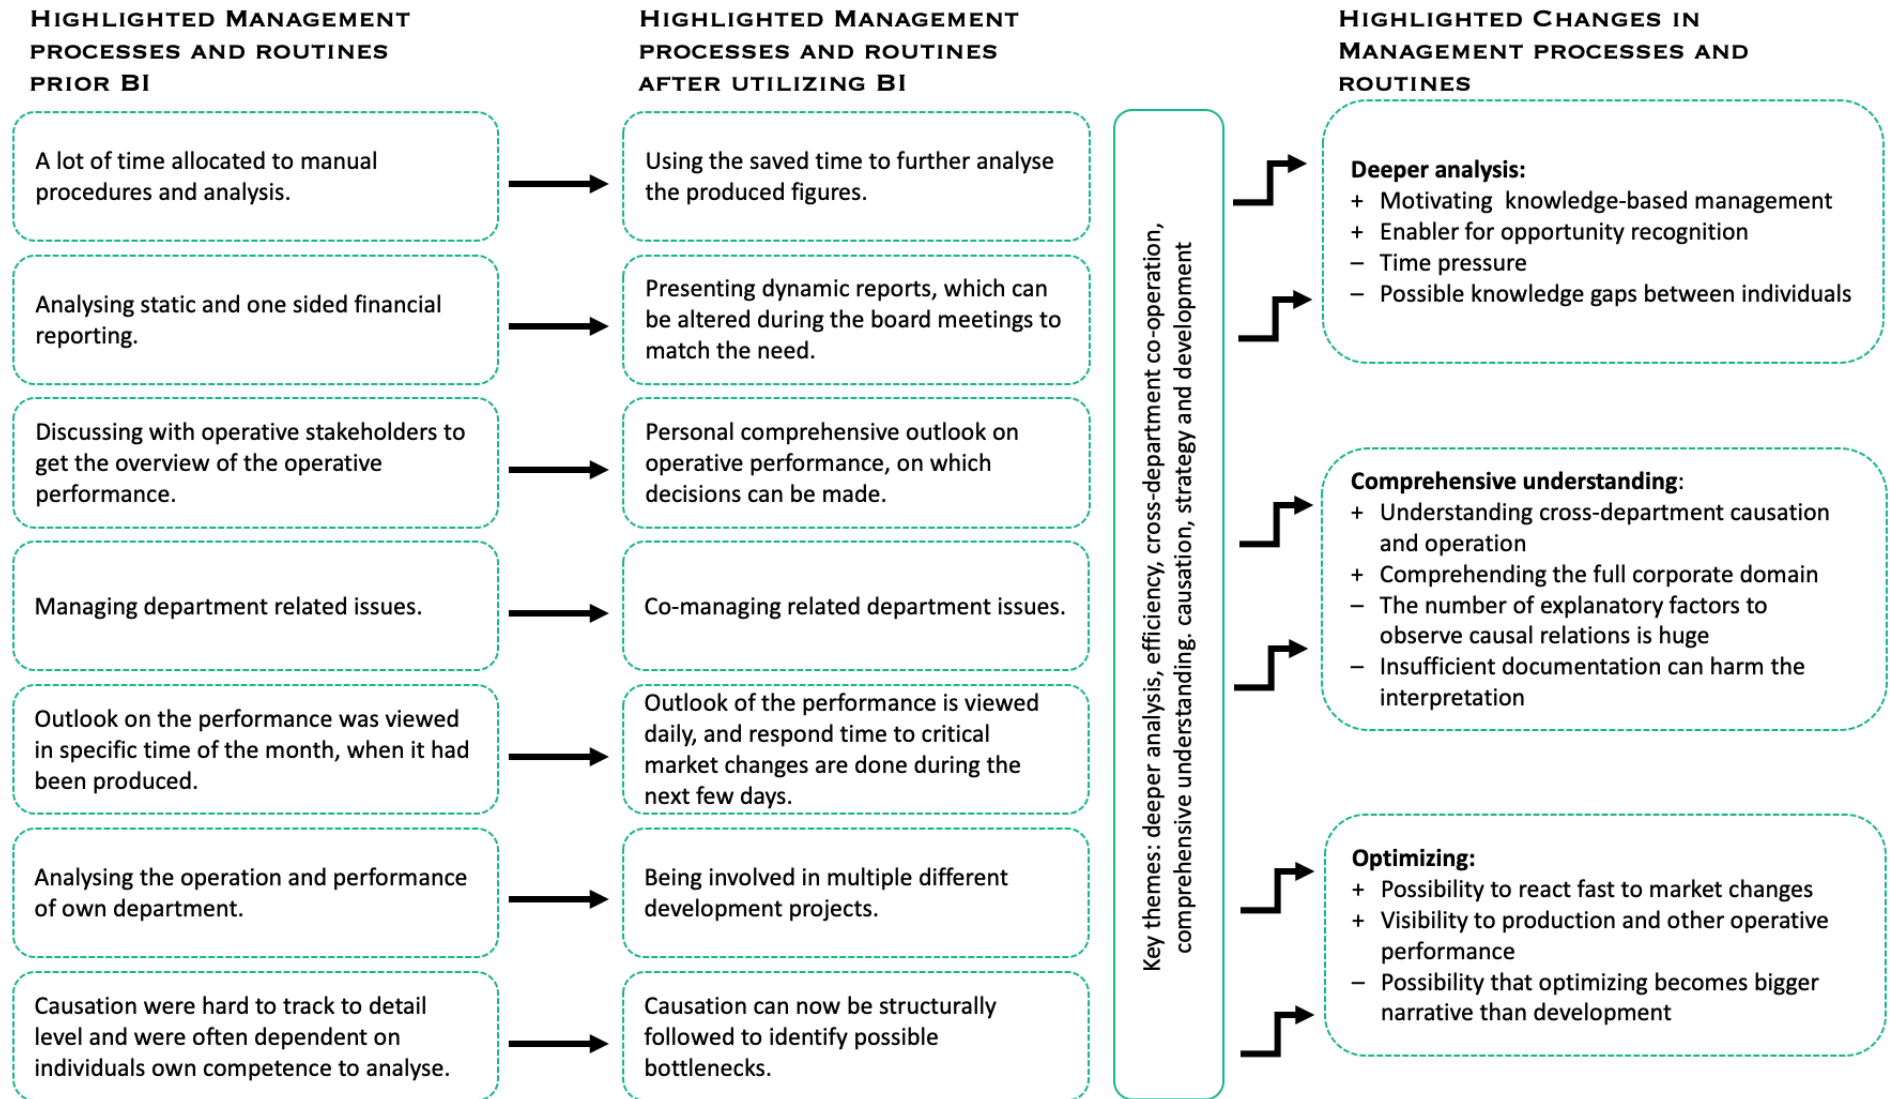 HIGHLIGHTED MANAGEMENT
PROCESSES AND ROUTINES
PRIOR BI
HIGHLIGHTED MANAGEMENT
PROCESSES AND ROUTINES
AFTER UTILIZING BI
HIGHLIGHTED CHANGES IN
MANAGEMENT PROCESSES AND
ROUTINES
A lot of time allocated to manual
procedures and analysis.
Using the saved time to further analyse
the produced figures.
Analysing static and one sided financial
reporting.
Presenting dynamic reports, which can
be altered during the board meetings to
match the need.
Discussing with operative stakeholders to
get the overview of the operative
performance.
Personal comprehensive outlook on
operative performance, on which
decisions can be made.
Managing department related issues.
Co-managing related department issues.
Outlook on the performance was viewed
in specific time of the month, when it had
been produced.
Outlook of the performance is viewed
daily, and respond time to critical
market changes are done during the
next few days.
Analysing the operation and performance
of own department.
Being involved in multiple different
development projects.
Causation were hard to track to detail
level and were often dependent on
individuals own competence to analyse.
Causation can now be structurally
followed to identify possible
bottlenecks.
Key themes: deeper analysis, efficiency, cross-department co-operation,
comprehensive understanding. causation, strategy and development
Deeper analysis:
+ Motivating knowledge-based management
+ Enabler for opportunity recognition
– Time pressure
– Possible knowledge gaps between individuals
Comprehensive understanding:
+ Understanding cross-department causation
and operation
+ Comprehending the full corporate domain
– The number of explanatory factors to
observe causal relations is huge
– Insufficient documentation can harm the
interpretation
Optimizing:
+ Possibility to react fast to market changes
+ Visibility to production and other operative
performance
– Possibility that optimizing becomes bigger
narrative than development